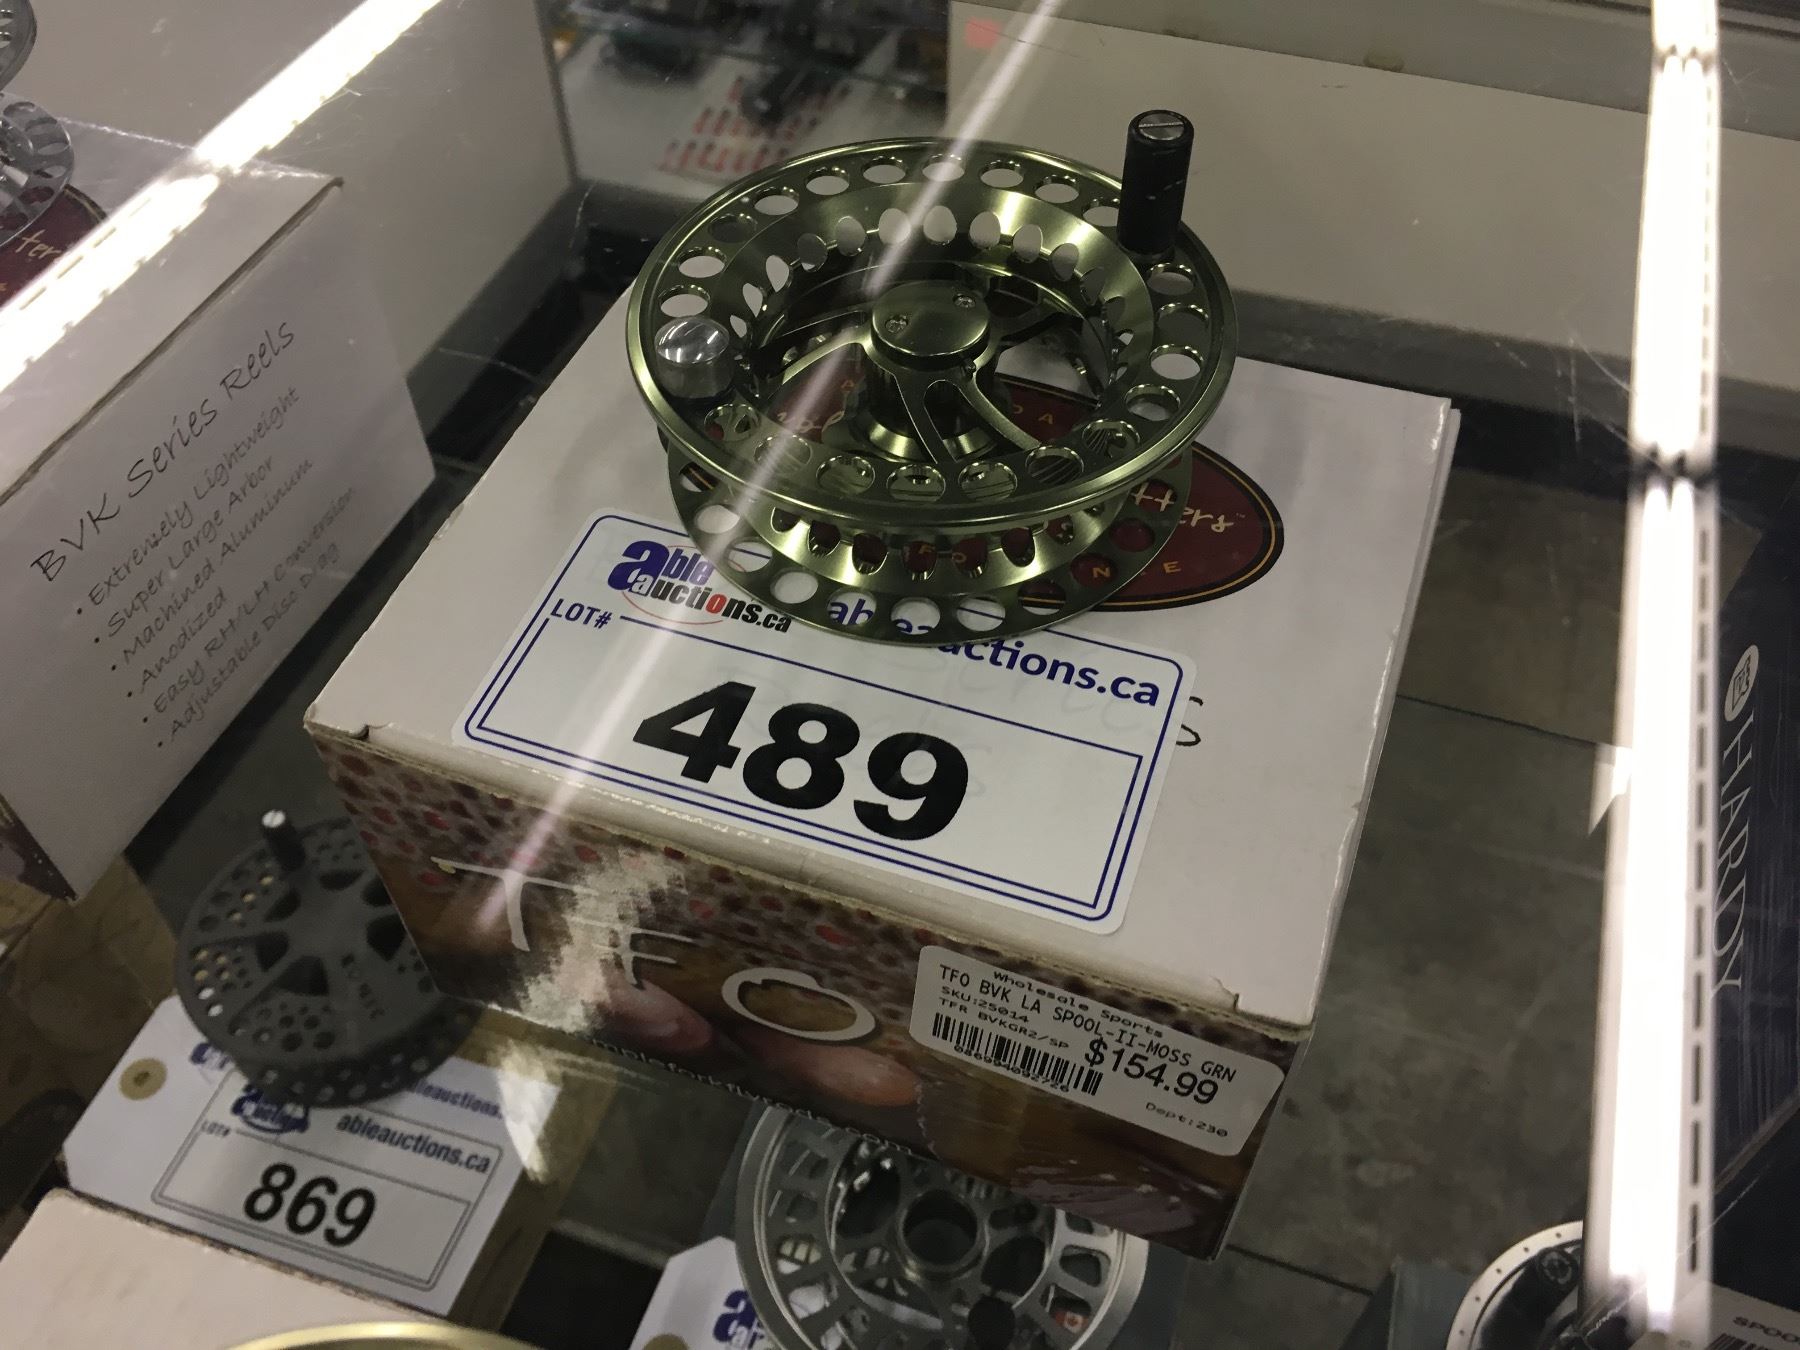 BVK Series Reels
• Extremely Lightweight
• Super Large Arbor
• Machined Aluminum
Anodized
• Easy RH/LH Conversion
• Adjustable Disc Drag
able auctions.ca
LOT#
489
TFO
Wholesale Sports
TFO BVK LA SPOOL-II-MOSS GRN
SKU:25014
TFR BVKGR2/SP
$154.99
Dept:230
ableauctions.ca
LOT#
869
HARDY